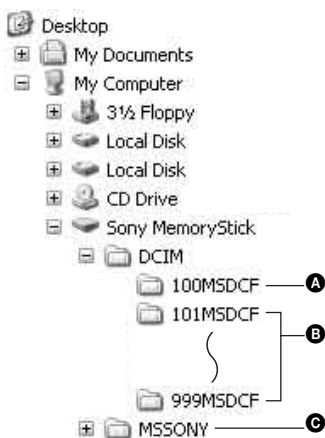 Desktop
My Documents
My Computer
3½ Floppy
Local Disk
Local Disk
CD Drive
Sony MemoryStick
DCIM
100MSDCF A
101MSDCF
B
999MSDCF
MSSONY C